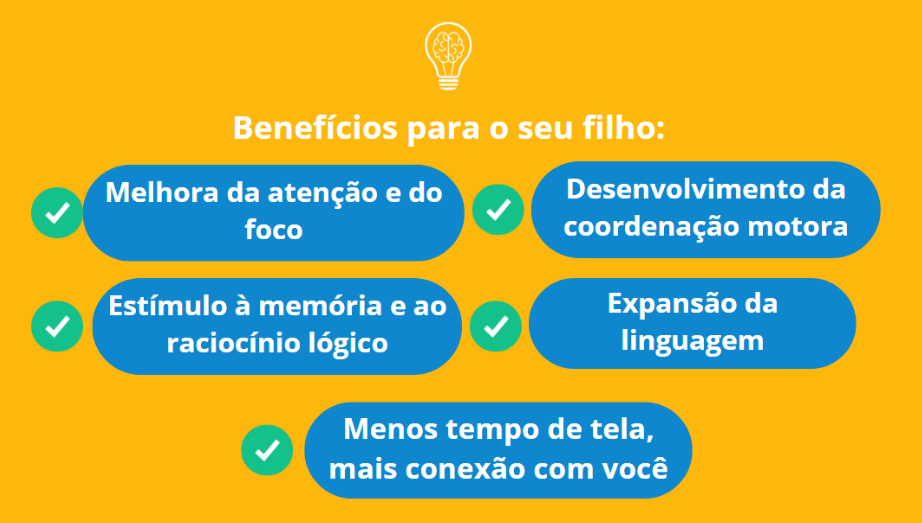 Benefícios para o seu filho:
Melhora da atenção e do
foco
Desenvolvimento da
coordenação motora
Estímulo à memória e ao
raciocínio lógico
Expansão da
linguagem
Menos tempo de tela,
mais conexão com você